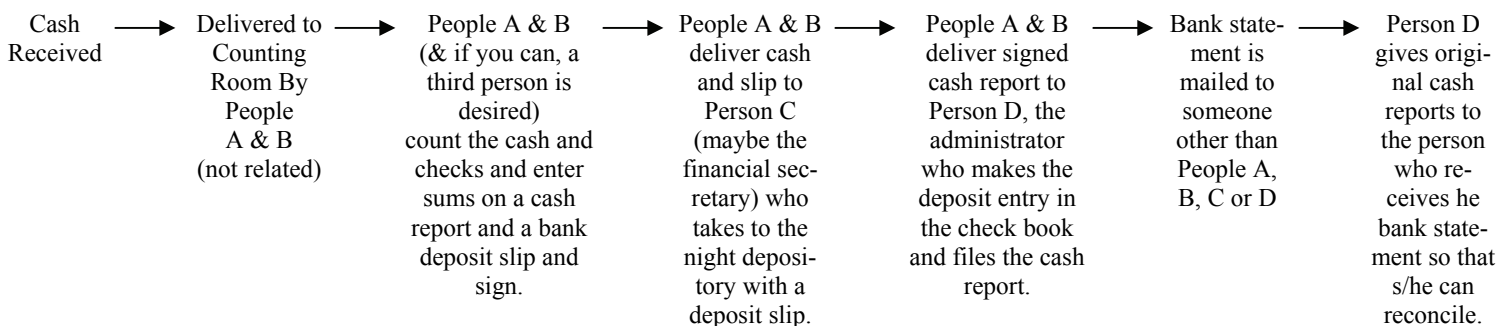 Cash
Received
Delivered to
Counting
Room By
People
A & B
(not related)
People A & B
(& if you can, a
third person is
desired)
count the cash and
checks and enter
sums on a cash
report and a bank
deposit slip and
sign.
People A & B
deliver cash
and slip to
Person C
(maybe the
financial sec-
retary) who
takes to the
night deposi-
tory with a
deposit slip.
People A & B
deliver signed
cash report to
Person D, the
administrator
who makes the
deposit entry in
the check book
and files the cash
report.
Bank state-
ment is
mailed to
someone
other than
People A,
B, C or D
Person D
gives origi-
nal cash
reports to
the person
who re-
ceives he
bank state-
ment so that
s/he can
reconcile.